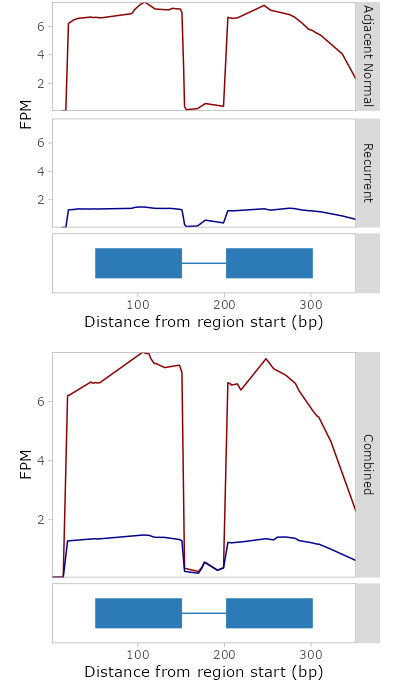 Adjacent Normal
6
4
2
FPM
Recurrent
6
4
2
100 200 300
Distance from region start (bp)
Combined
6
4
2
FPM
100 200 300
Distance from region start (bp)